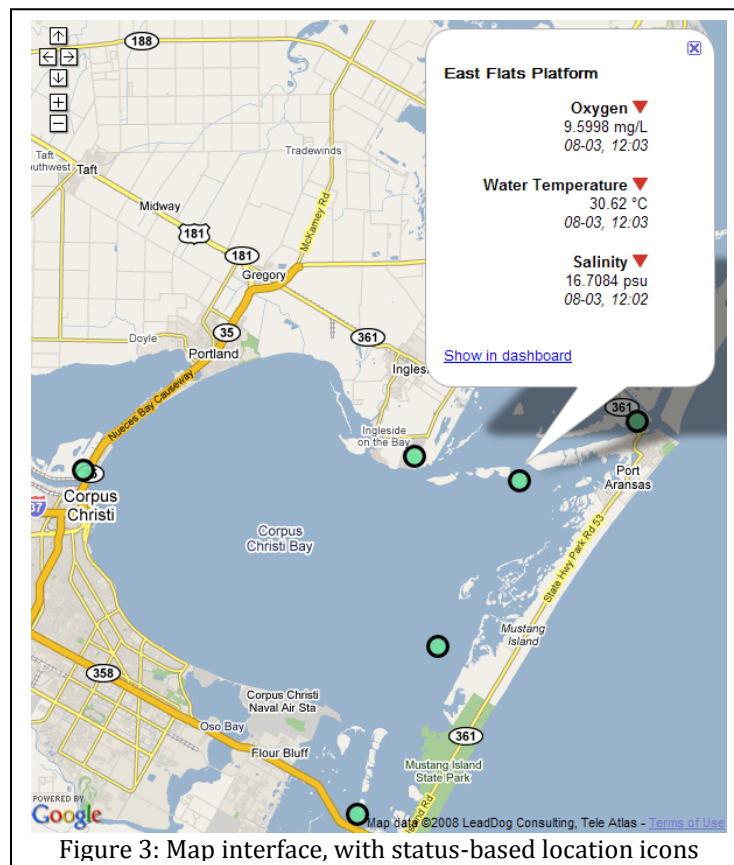 188
East Flats Platform
Oxygen
9.5998 mg/L
08-03, 12:03
Water Temperature
30.62 °C
08-03, 12:03
Salinity
16.7084 psu
08-03, 12:02
Show in dashboard
Tradewinds
Taft
Taft
Midway
McKamey Rd
181
181
Gregory
35
361
Doyle
Portland
Nueces Bay Causeway
Ingleside
on the Bay
361
Port
Aransas
Corpus
Christi
37
Corpus
Christi Bay
State Hwy Park Rd 53
Mustang
Island
358
Corpus Christi
Naval Air Sta
Oso Bay
Flour Bluff
361
Mustang Island
State Park
Island Rd
POWERED BY
Google
Map data ©2008 LeadDog Consulting, Tele Atlas - Terms of Use
Figure 3: Map interface, with status-based location icons